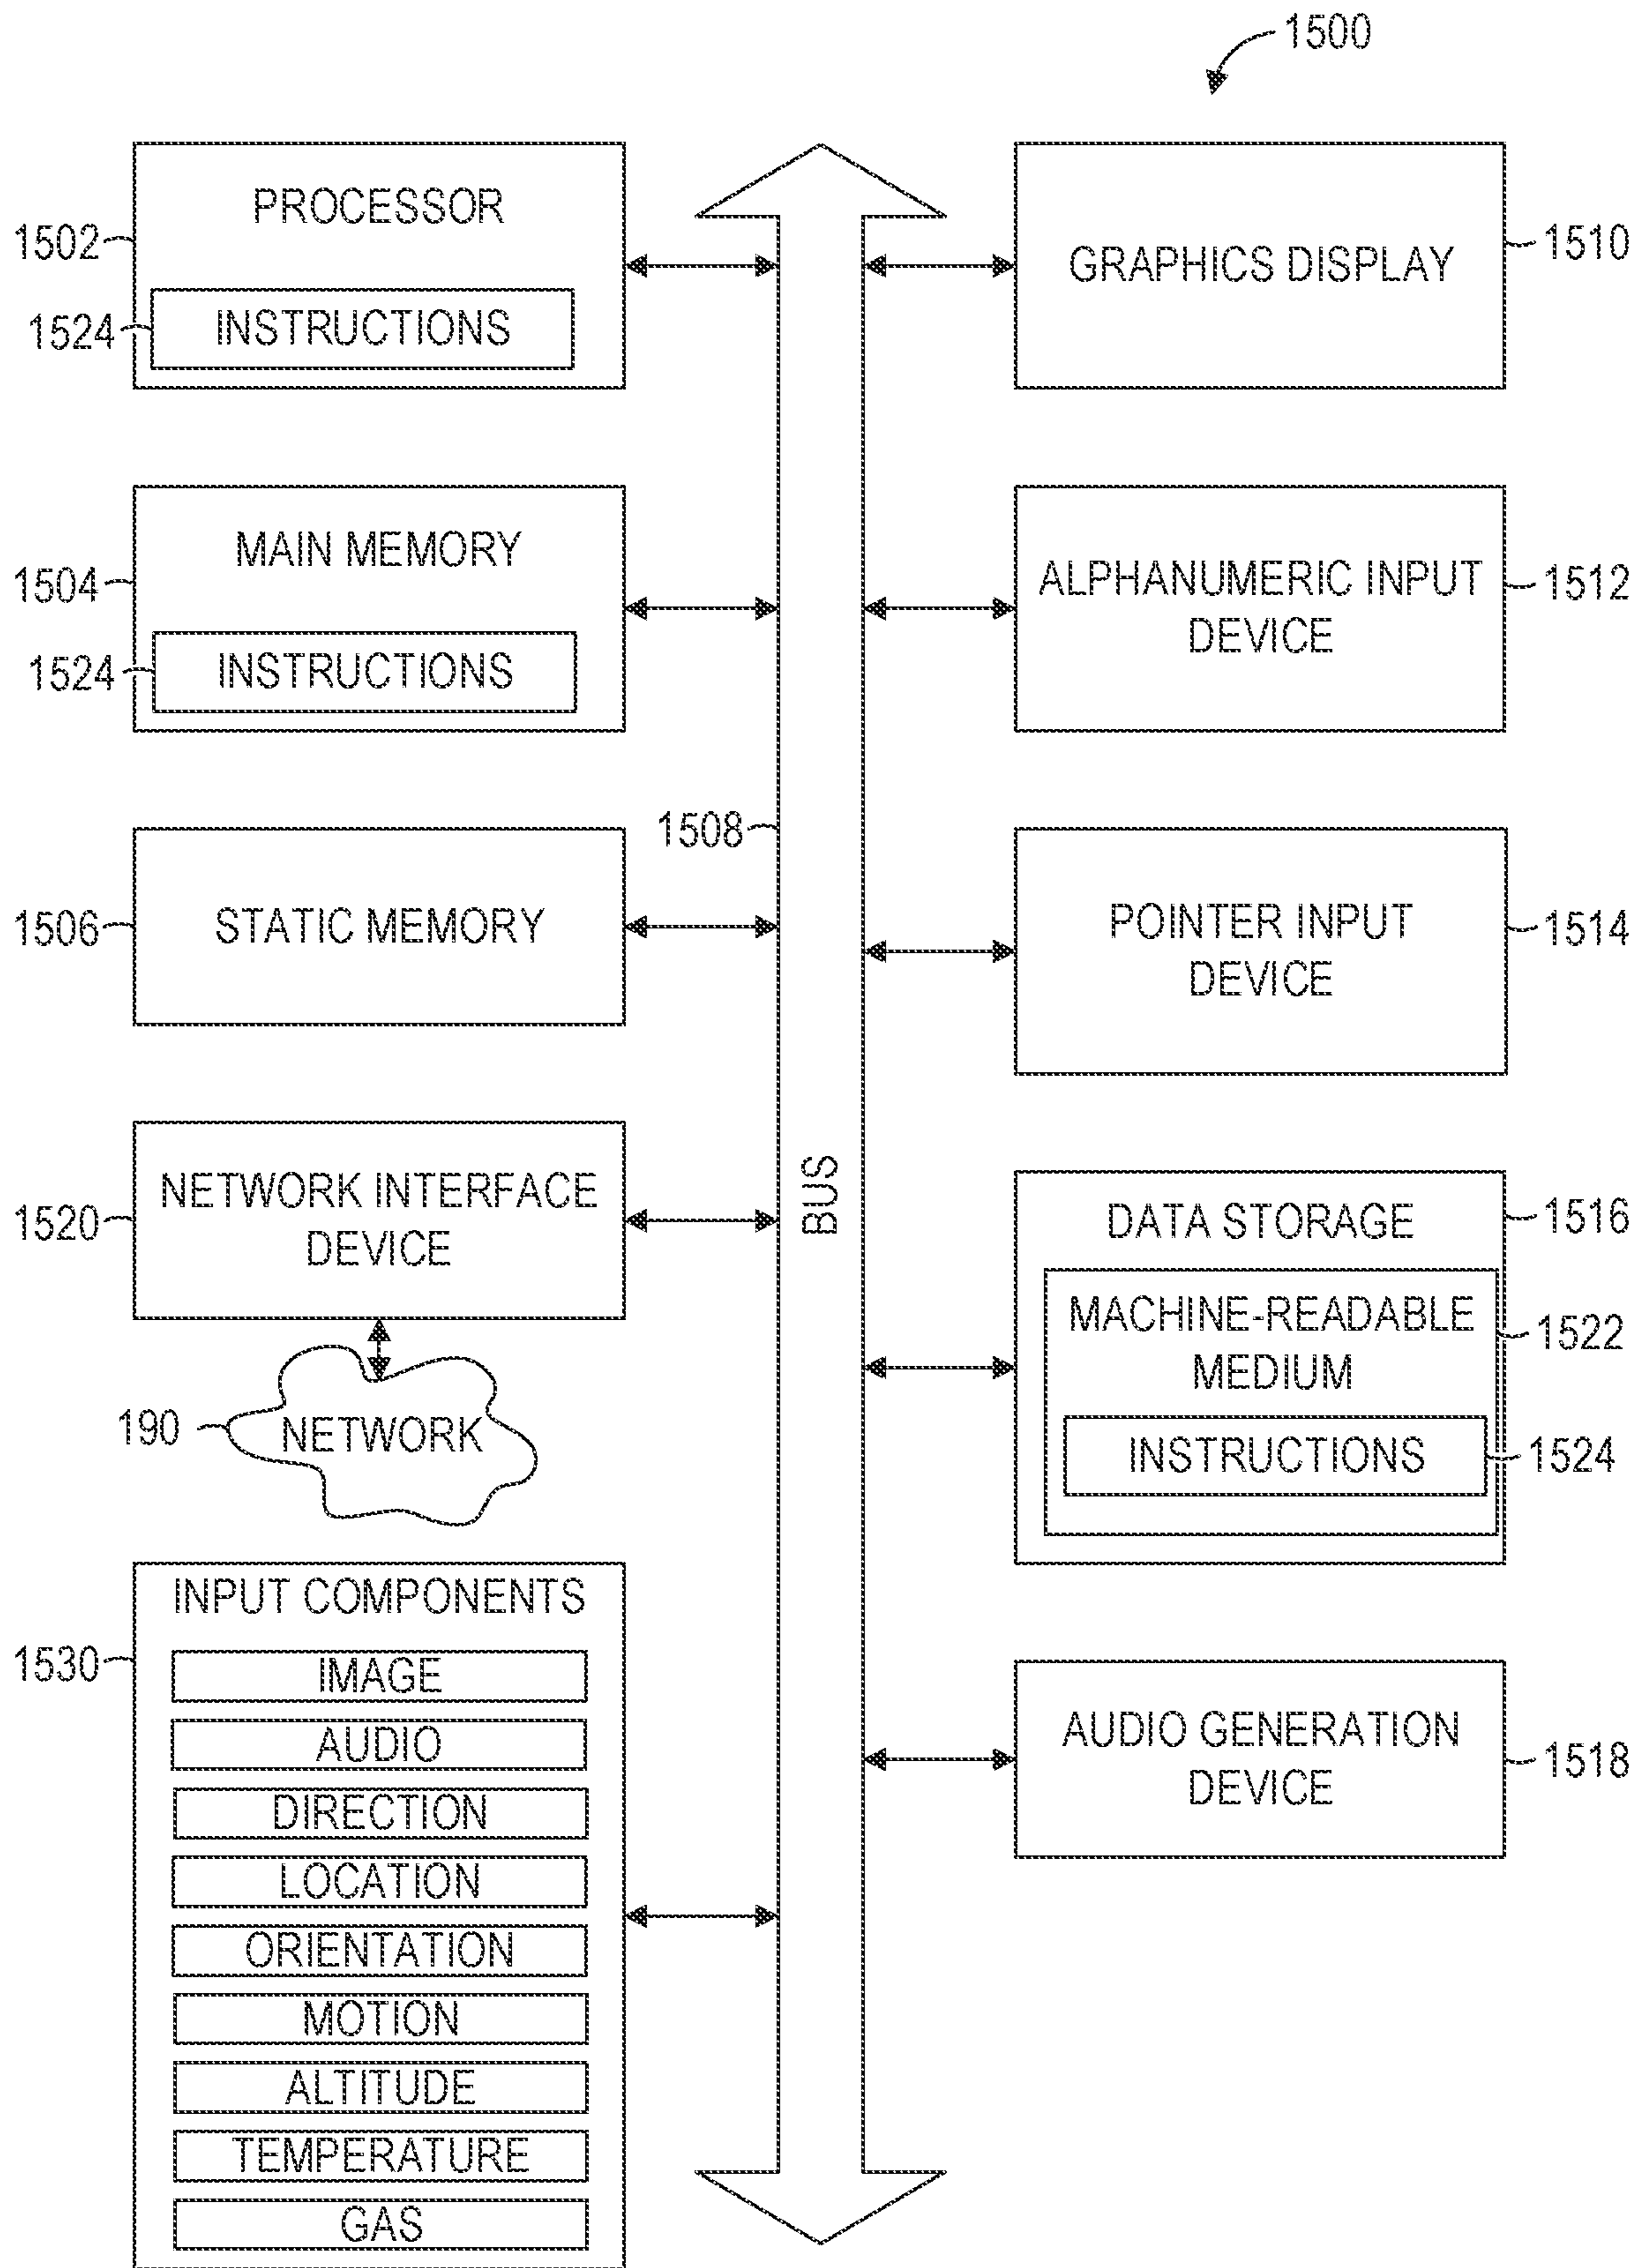 1500
PROCESSOR
1502
INSTRUCTIONS
1524
MAIN MEMORY
1504
INSTRUCTIONS
1524
STATIC MEMORY
1506
1508
BUS
NETWORK INTERFACE
DEVICE
1520
NETWORK
190
INPUT COMPONENTS
1530
IMAGE
AUDIO
DIRECTION
LOCATION
ORIENTATION
MOTION
ALTITUDE
TEMPERATURE
GAS
GRAPHICS DISPLAY
1510
ALPHANUMERIC INPUT
DEVICE
1512
POINTER INPUT
DEVICE
1514
DATA STORAGE
1516
MACHINE-READABLE
MEDIUM
1522
INSTRUCTIONS
1524
AUDIO GENERATION
DEVICE
1518